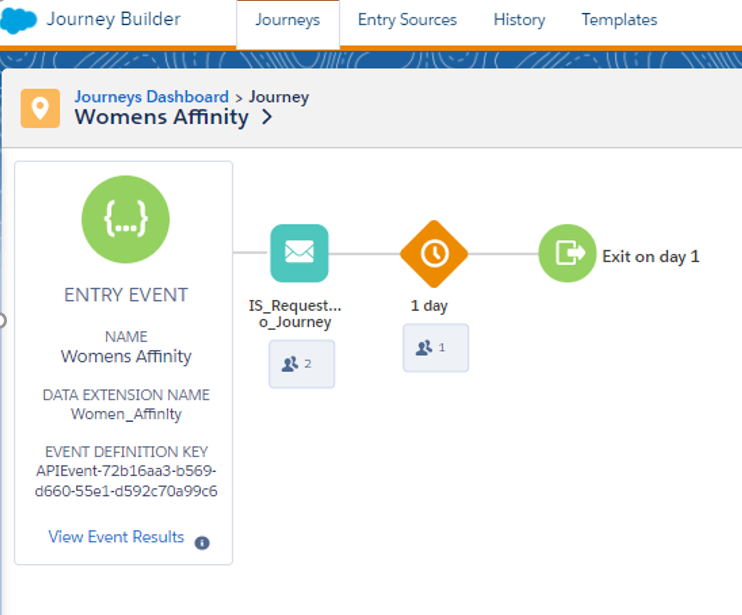 Journey Builder
Journeys
Entry Sources
History
Templates
Journeys Dashboard > Journey
Womens Affinity >
{...}
ENTRY EVENT
NAME
Womens Affinity
DATA EXTENSION NAME
Women_Affinity
EVENT DEFINITION KEY
APIEvent-72b16aa3-b569-
d660-55e1-d592c70a99c6
View Event Results i
IS_Request...
o_Journey
2
1 day
1
Exit on day 1